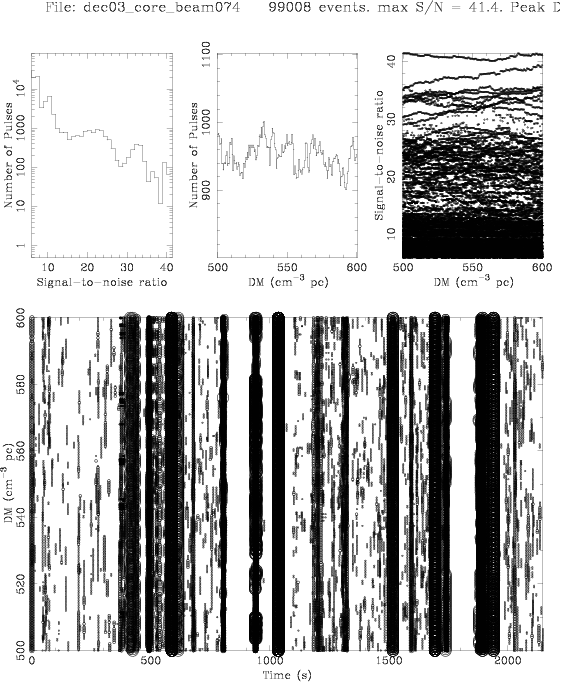 File: dec03_core_beam074 99008 events. max S/N = 41.4. Peak D
Number of Pulses
1 10 100 1000 10^4
10 20 30 40
Signal-to-noise ratio
Number of Pulses
900 1000 1100
500 550 600
DM (cm^-3 pc)
Signal-to-noise ratio
10 20 30 40
500 550 600
DM (cm^-3 pc)
DM (cm^-3 pc)
500 520 540 560 580 600
0 500 1000 1500 2000
Time (s)